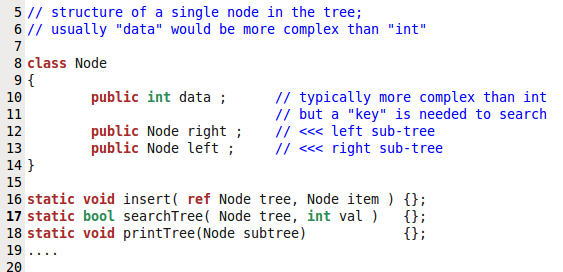 5 // structure of a single node in the tree;
6 // usually "data" would be more complex than "int"
7
8 class Node
9 {
10 public int data ; // typically more complex than int
11 // but a "key" is needed to search
12 public Node right ; // <<< left sub-tree
13 public Node left ; // <<< right sub-tree
14 }
15
16 static void insert( ref Node tree, Node item ) {};
17 static bool searchTree( Node tree, int val ) {};
18 static void printTree(Node subtree) {};
19 ....
20